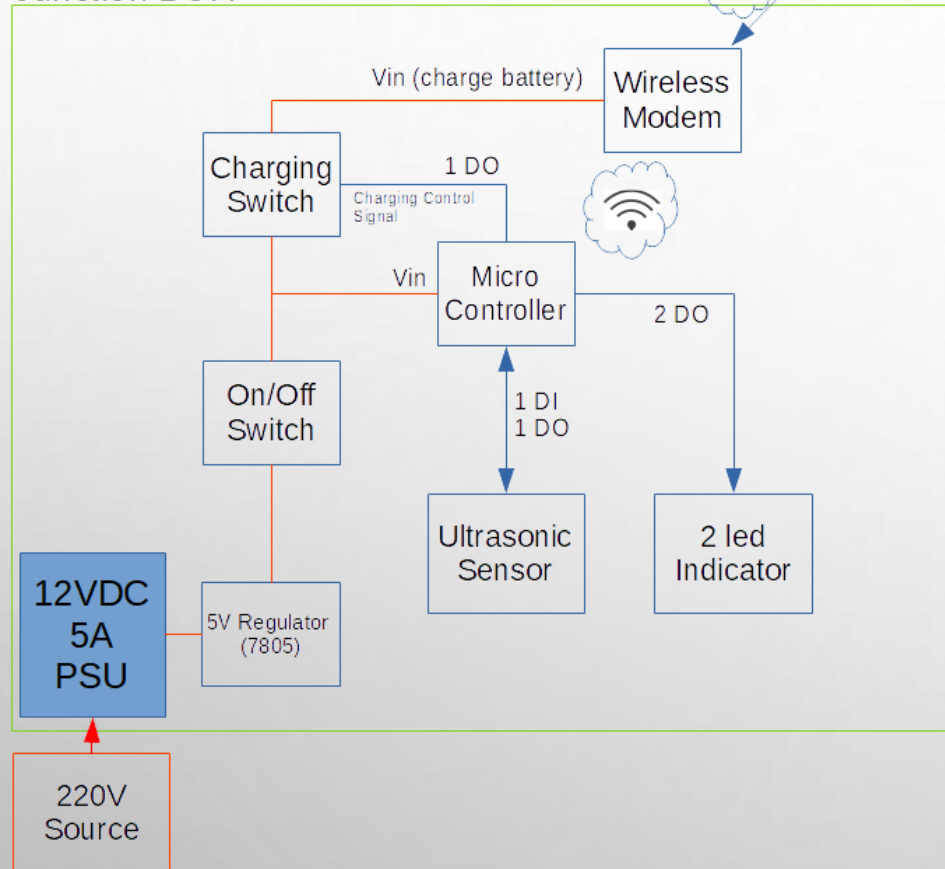 Vin (charge battery)
Wireless
Modem
Charging
Switch
1 DO
Charging Control
Signal
Vin
Micro
Controller
2 DO
On/Off
Switch
1 DI
1 DO
Ultrasonic
Sensor
2 led
Indicator
12VDC
5A
PSU
5V Regulator
(7805)
220V
Source